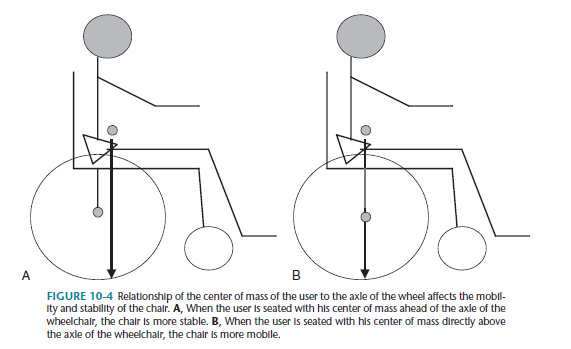 A
B
FIGURE 10-4 Relationship of the center of mass of the user to the axle of the wheel affects the mobil-
ity and stability of the chair. A, When the user is seated with his center of mass ahead of the axle of the
wheelchair, the chair is more stable. B, When the user is seated with his center of mass directly above
the axle of the wheelchair, the chair is more mobile.